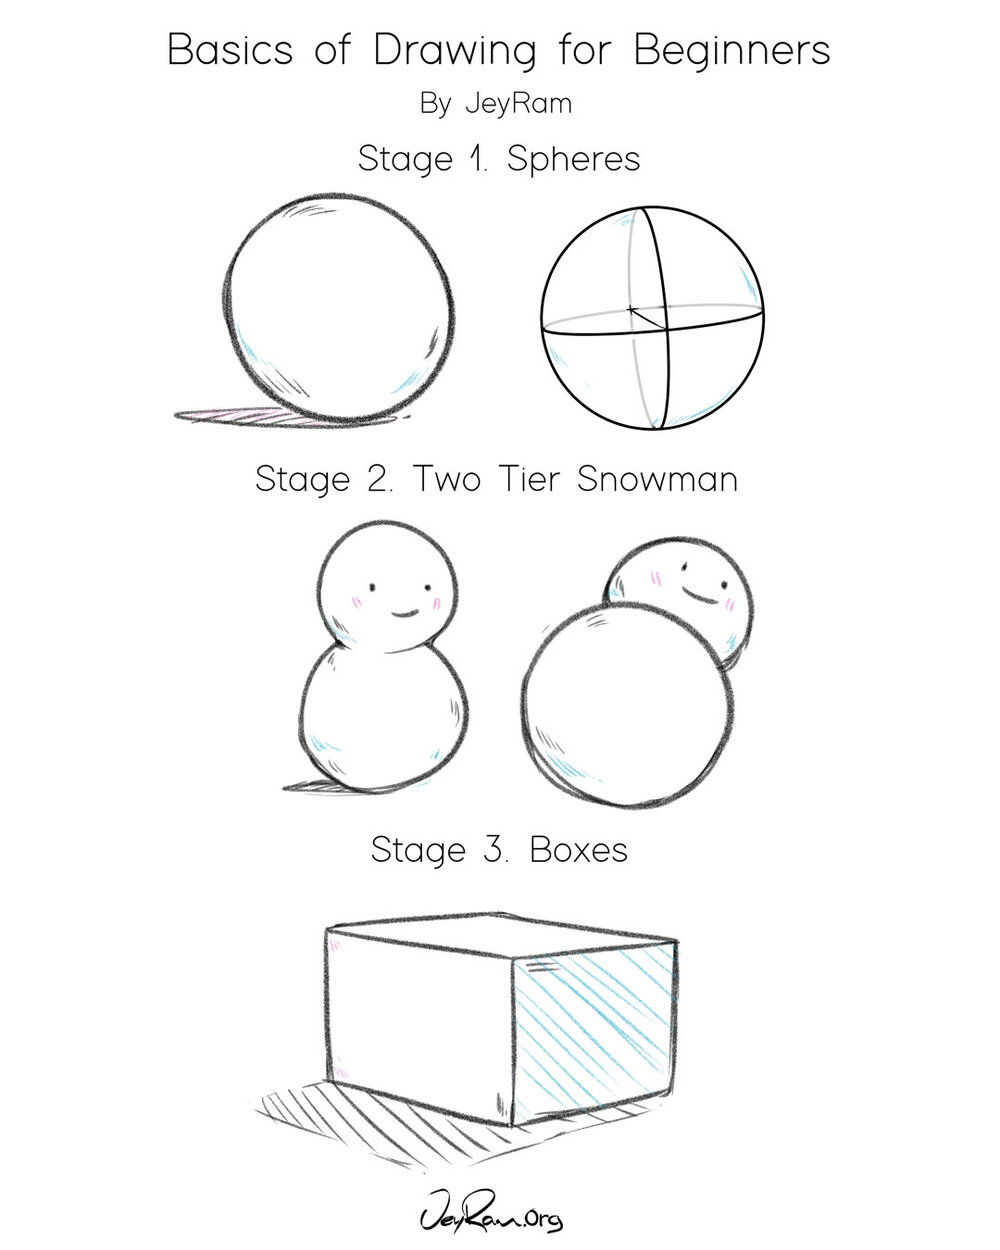 Basics of Drawing for Beginners
By JeyRam
Stage 1. Spheres
Stage 2. Two Tier Snowman
Stage 3. Boxes
JeyRam.Org